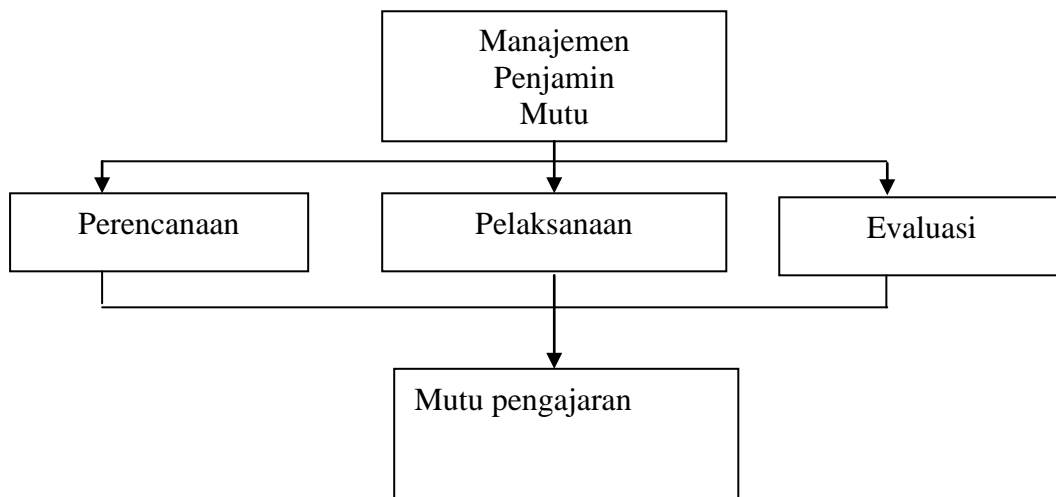 Manajemen
Penjamin
Mutu
Perencanaan
Pelaksanaan
Evaluasi
Mutu pengajaran